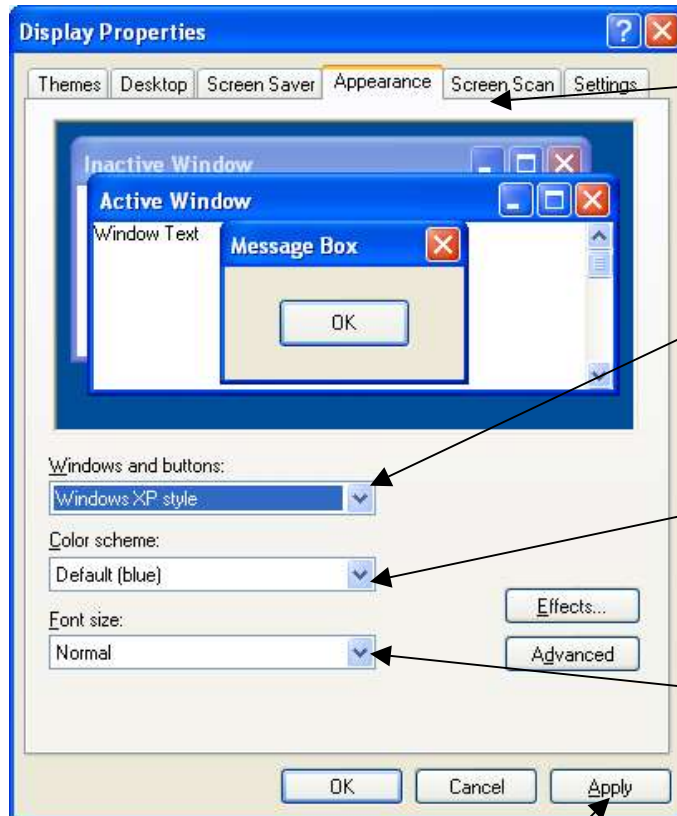 Display Properties
Themes Desktop Screen Saver Appearance Screen Scan Settings
Inactive Window
Active Window
Window Text
Message Box
OK
Windows and buttons:
Windows XP style
Color scheme:
Default (blue)
Effects...
Font size:
Normal
Advanced
OK Cancel Apply